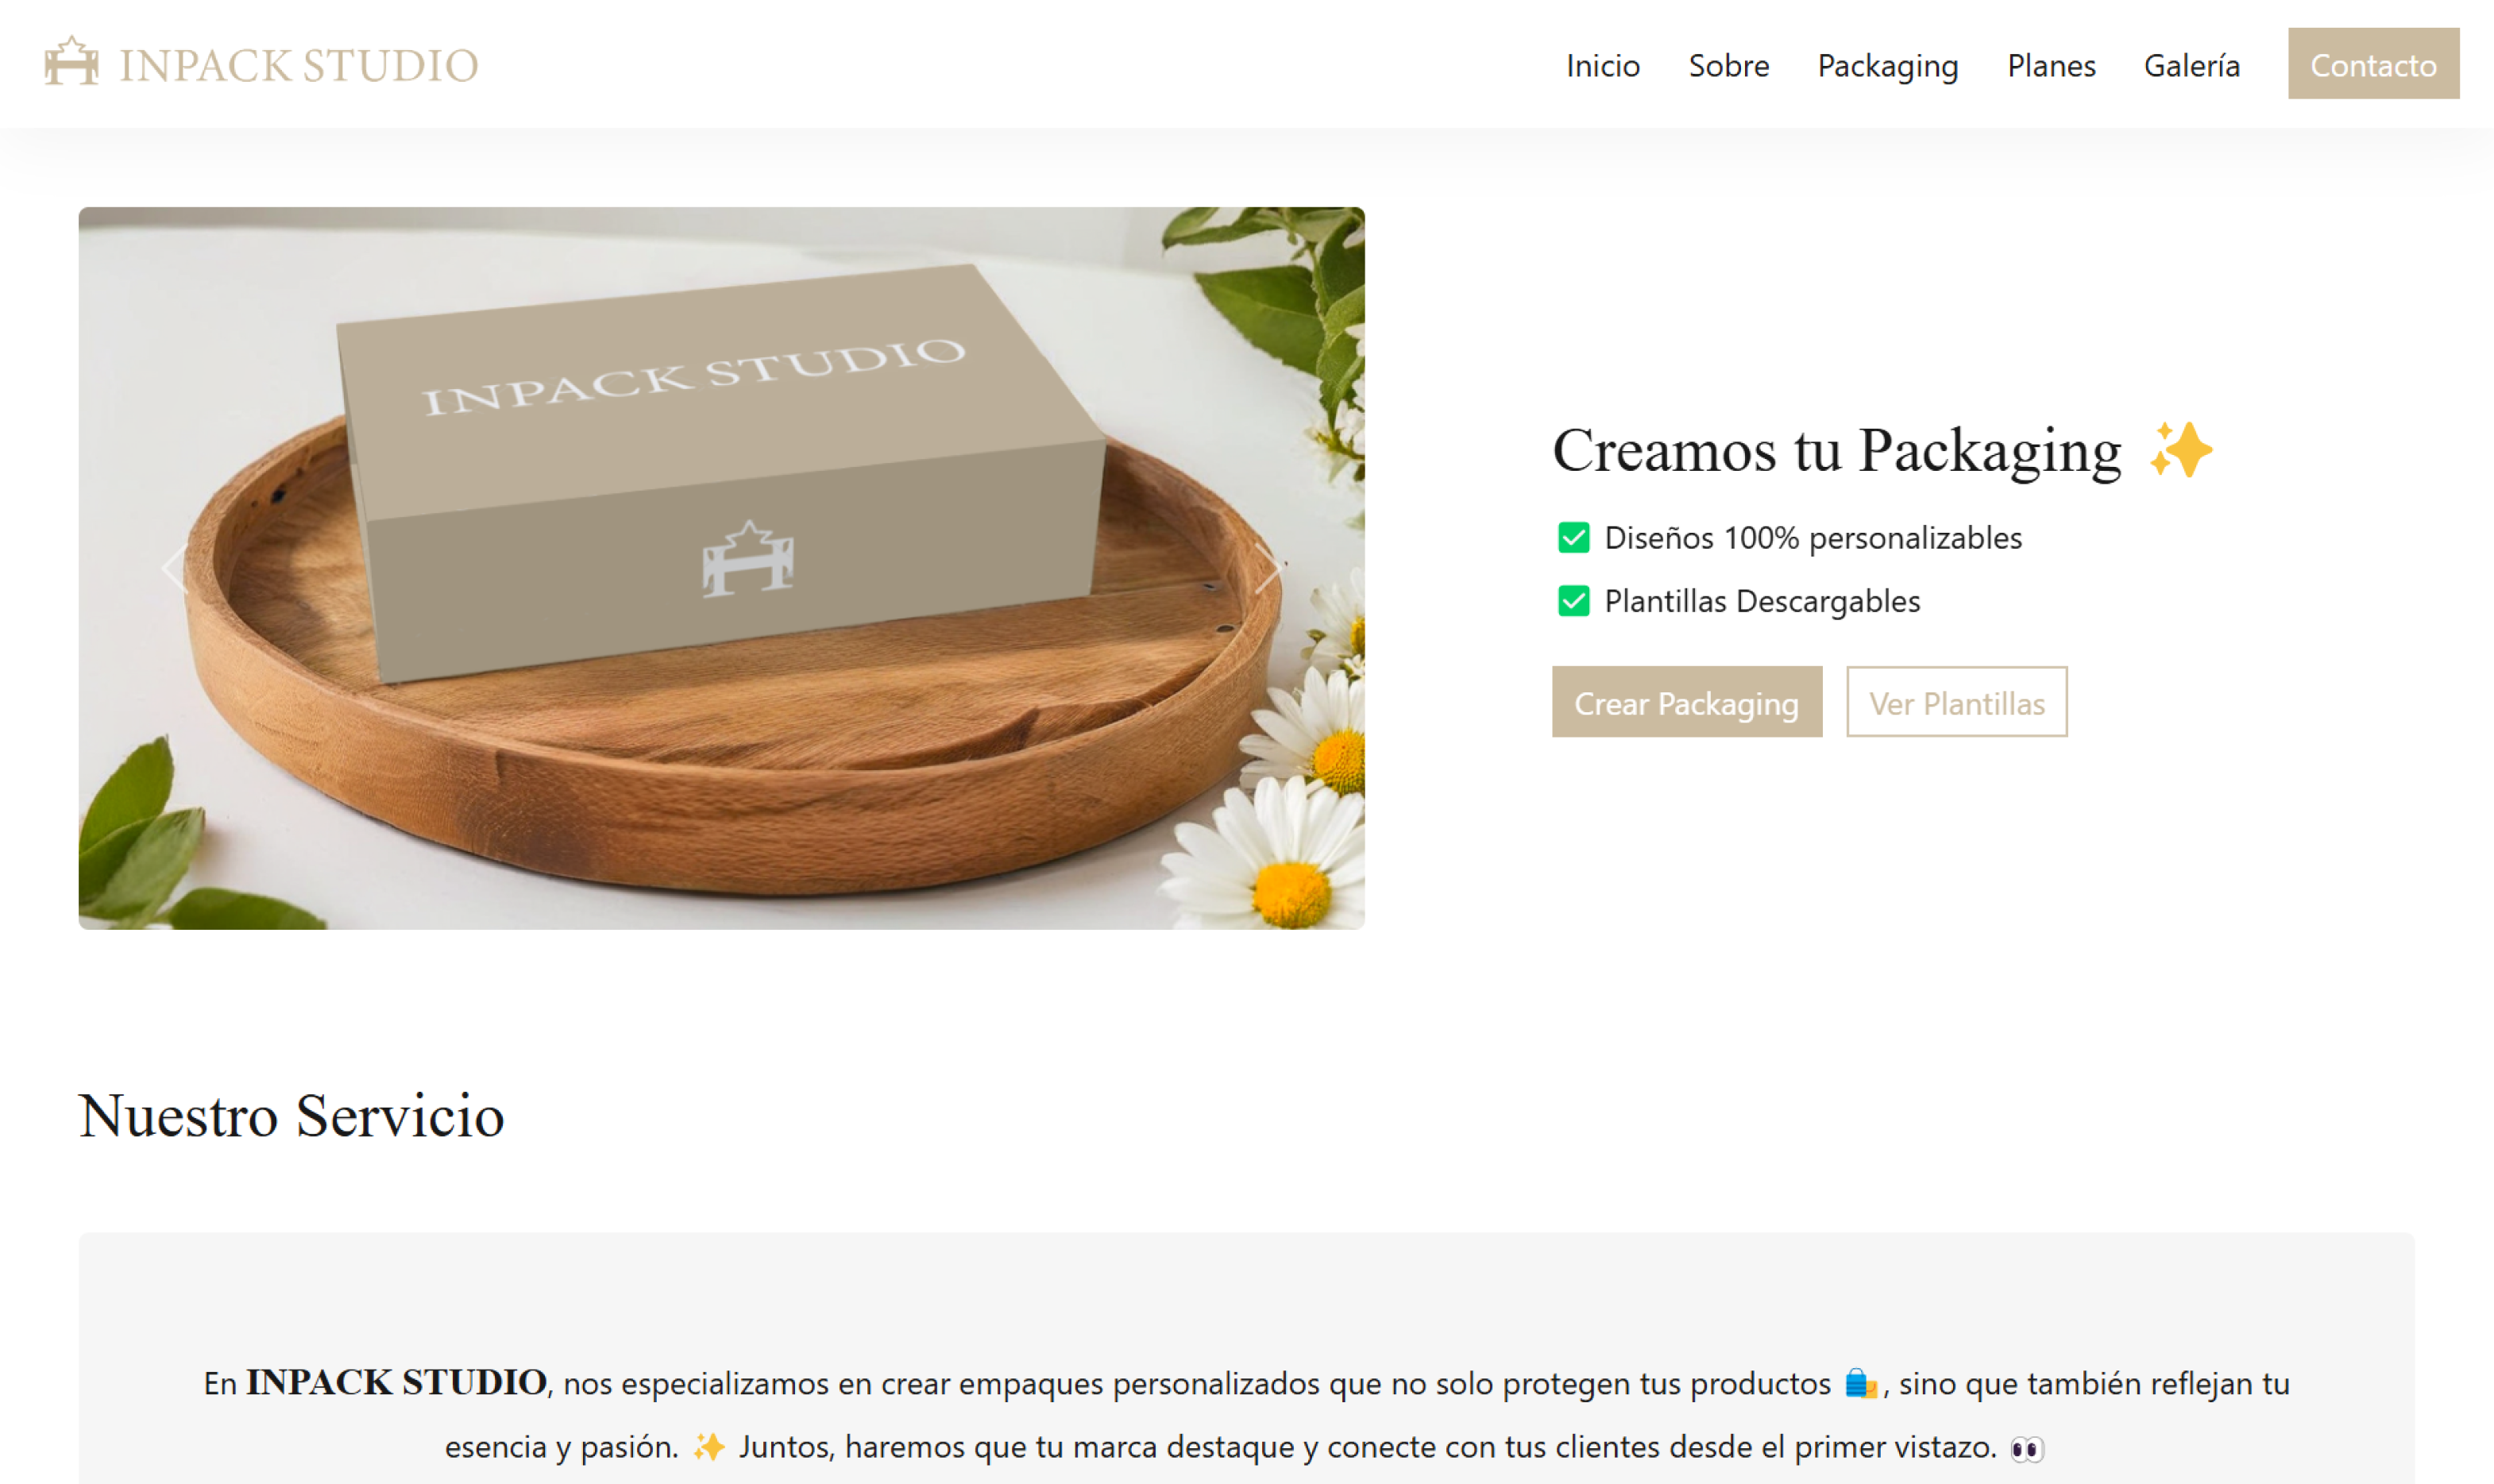 INPACK STUDIO
Inicio
Sobre
Packaging
Planes
Galería
Contacto
INPACK STUDIO
Creamos tu Packaging ✨
✅ Diseños 100% personalizables
✅ Plantillas Descargables
Crear Packaging
Ver Plantillas
Nuestro Servicio
En INPACK STUDIO, nos especializamos en crear empaques personalizados que no solo protegen tus productos 🛍️, sino que también reflejan tu
esencia y pasión. ✨ Juntos, haremos que tu marca destaque y conecte con tus clientes desde el primer vistazo. 👀